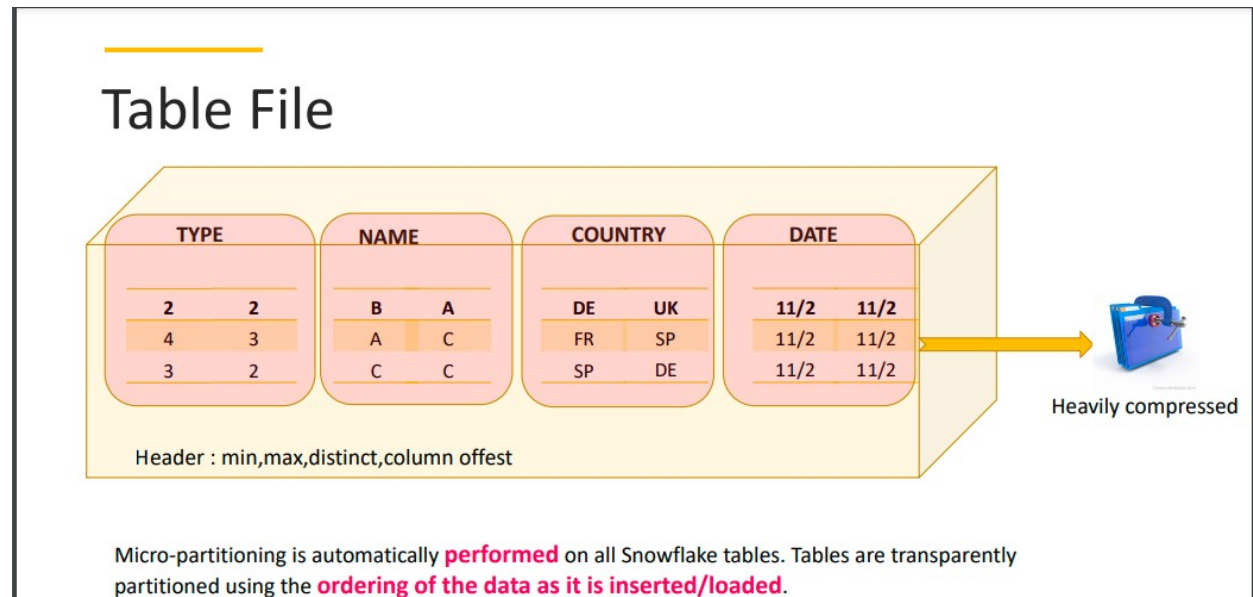 Table File
TYPE NAME COUNTRY DATE
2 2 B A DE UK 11/2 11/2
4 3 A C FR SP 11/2 11/2
3 2 C C SP DE 11/2 11/2
Heavily compressed
Header : min,max,distinct,column offest
Micro-partitioning is automatically performed on all Snowflake tables. Tables are transparently
partitioned using the ordering of the data as it is inserted/loaded.